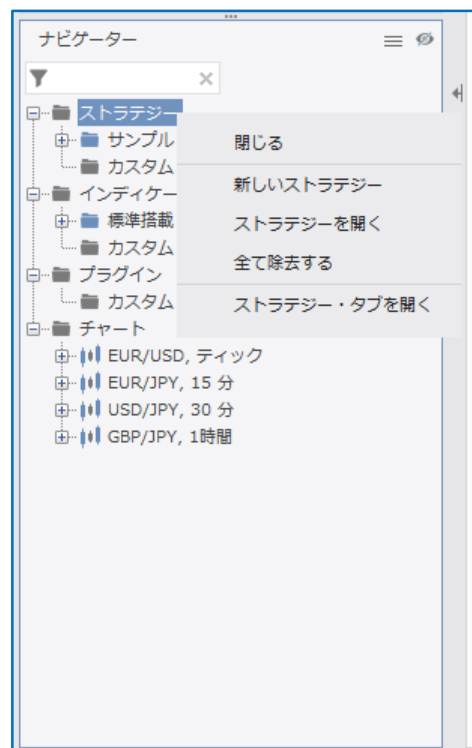 ナビゲーター
ストラテジー
サンプル
カスタム
インディケー
標準搭載
カスタム
プラグイン
カスタム
チャート
EUR/USD, ティック
EUR/JPY, 15 分
USD/JPY, 30 分
GBP/JPY, 1時間
閉じる
新しいストラテジー
ストラテジーを開く
全て除去する
ストラテジー・タブを開く